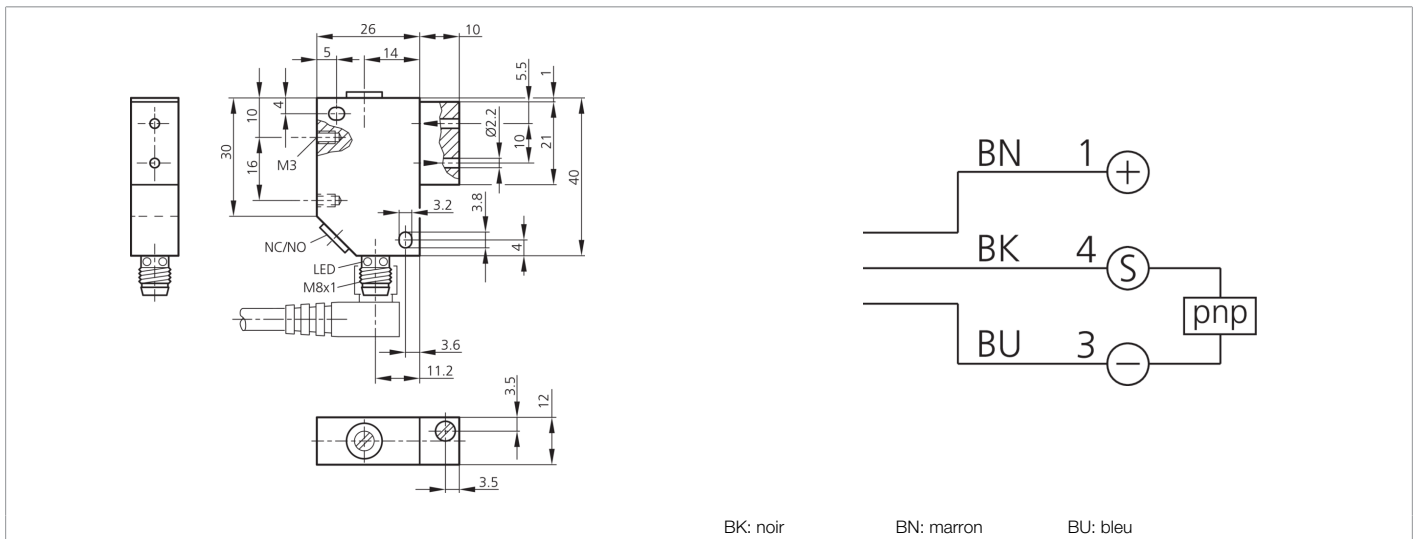 26
10
5
14
5.5
1
10
4
Ø2.2
30
M3
10
21
16
40
3.2
3.8
NC/NO
4
LED
M8x1
3.6
11.2
3.5
12
3.5
BN 1 +
BK 4 S
pnp
BU 3 −
BK: noir BN: marron BU: bleu